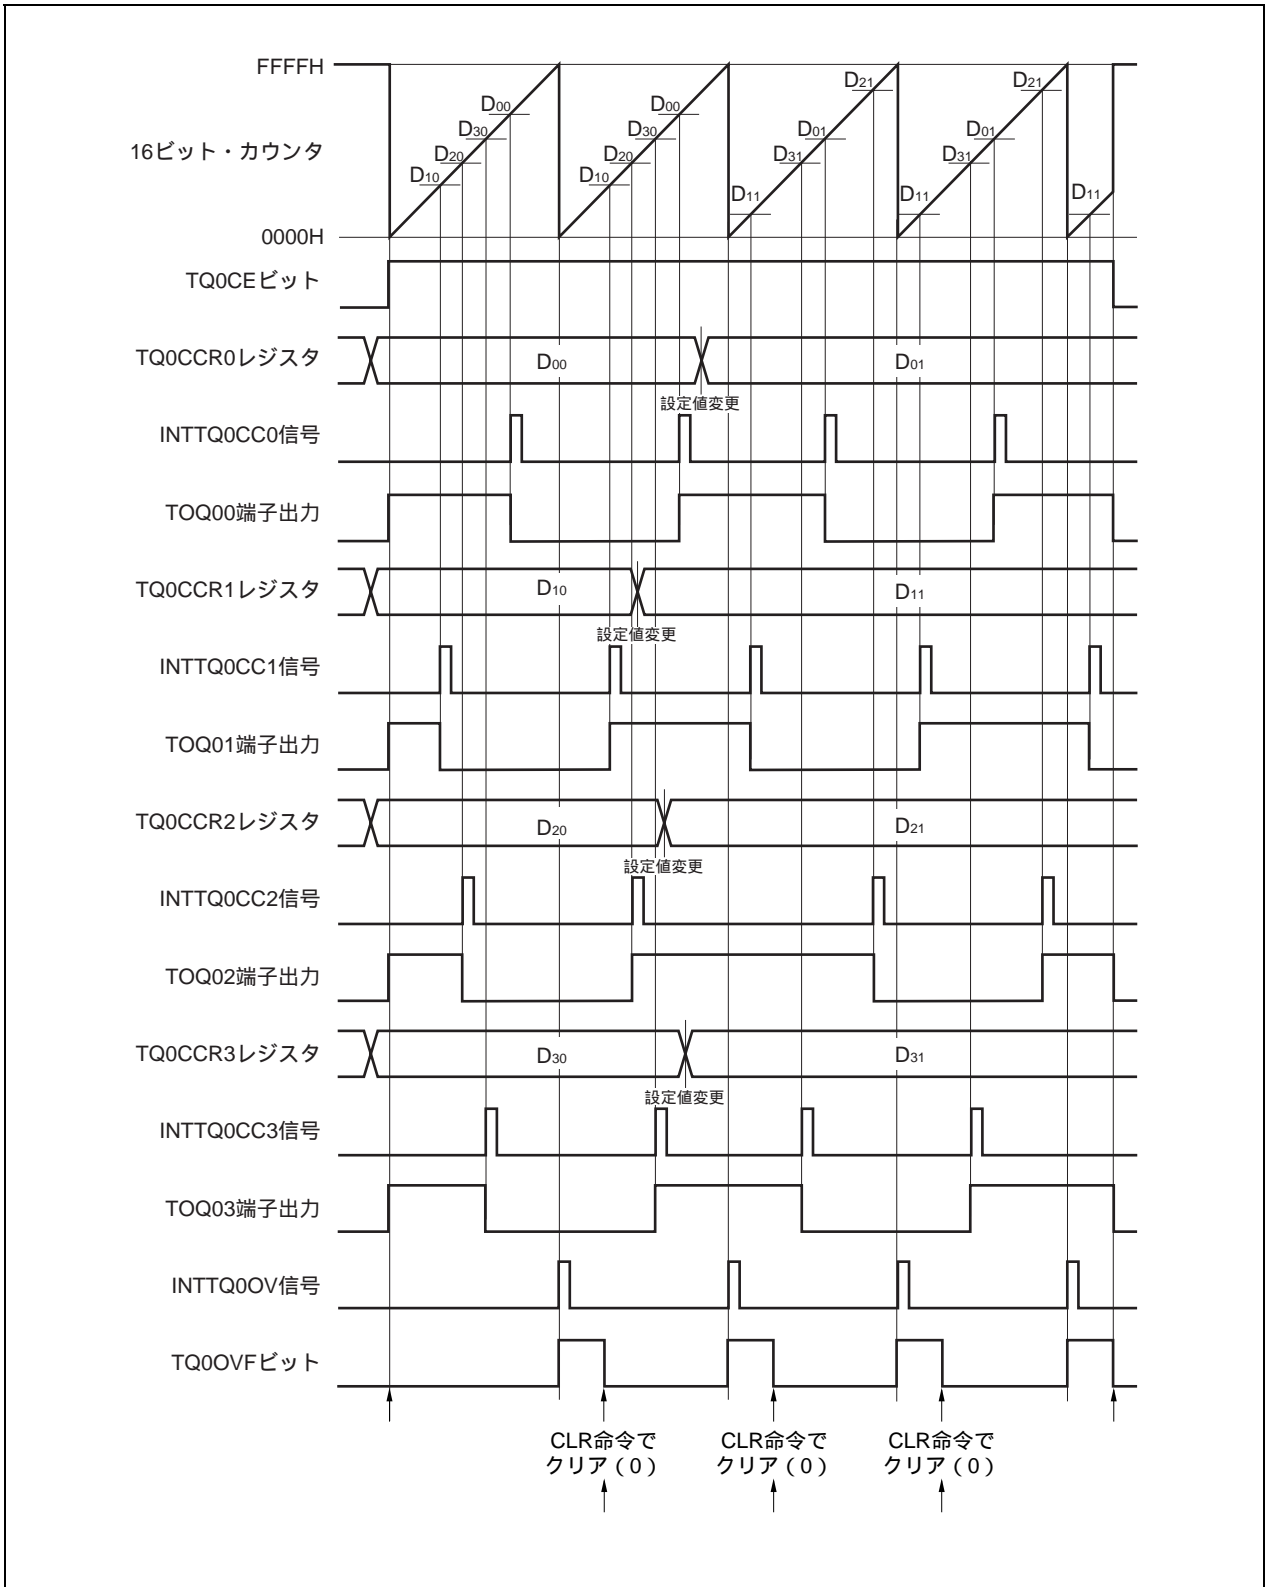 FFFFH
D00 D00 D21 D21
D30 D30 D01 D01
16ビット・カウンタ
D20 D20 D31 D31
D10 D10 D11 D11 D11
0000H
TQ0CEビット
TQ0CCR0レジスタ D00 D01
設定値変更
INTTQ0CC0信号
TOQ00端子出力
TQ0CCR1レジスタ D10 D11
設定値変更
INTTQ0CC1信号
TOQ01端子出力
TQ0CCR2レジスタ D20 D21
設定値変更
INTTQ0CC2信号
TOQ02端子出力
TQ0CCR3レジスタ D30 D31
設定値変更
INTTQ0CC3信号
TOQ03端子出力
INTTQ0OV信号
TQ0OVFビット
CLR命令で CLR命令で CLR命令で
クリア(0) クリア(0) クリア(0)